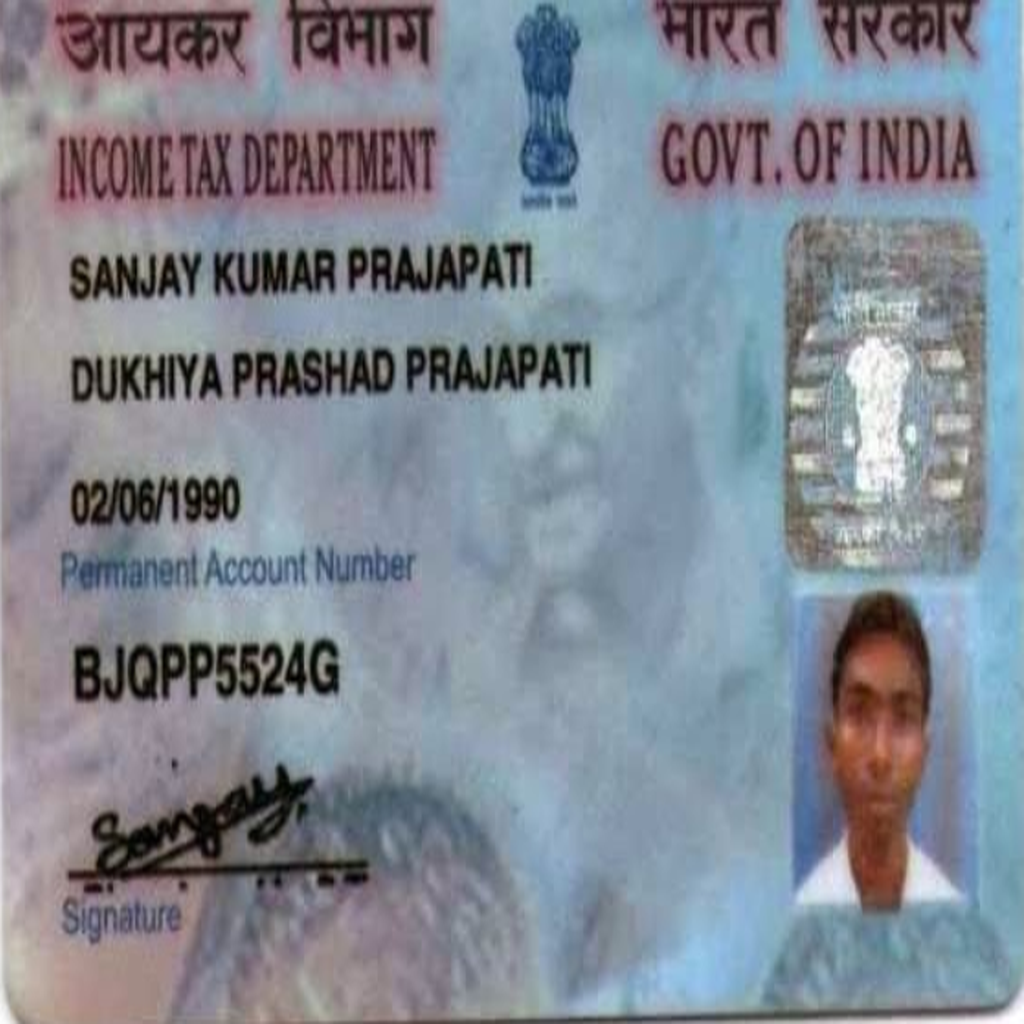 आयकर विभाग
भारत सरकार
INCOME TAX DEPARTMENT
GOVT. OF INDIA
SANJAY KUMAR PRAJAPATI
DUKHIYA PRASHAD PRAJAPATI
02/06/1990
Permanent Account Number
BJQPP5524G
Sanjay
Signature